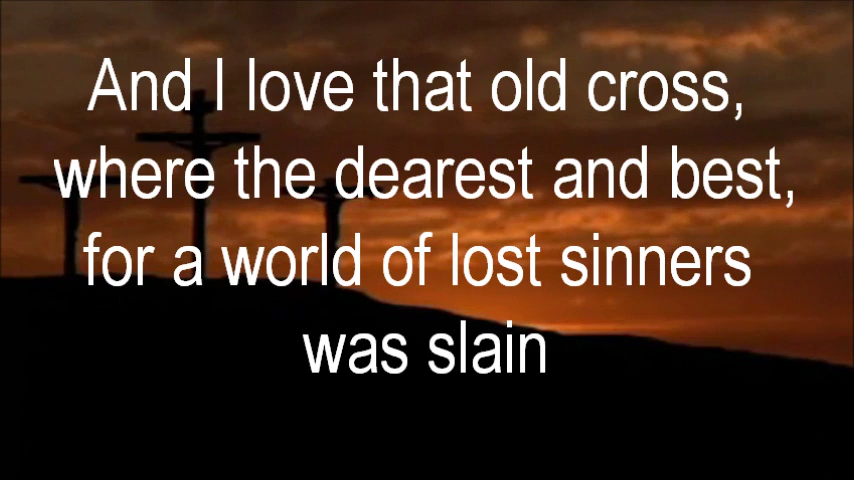 And I love that old cross,
where the dearest and best,
for a world of lost sinners
was slain